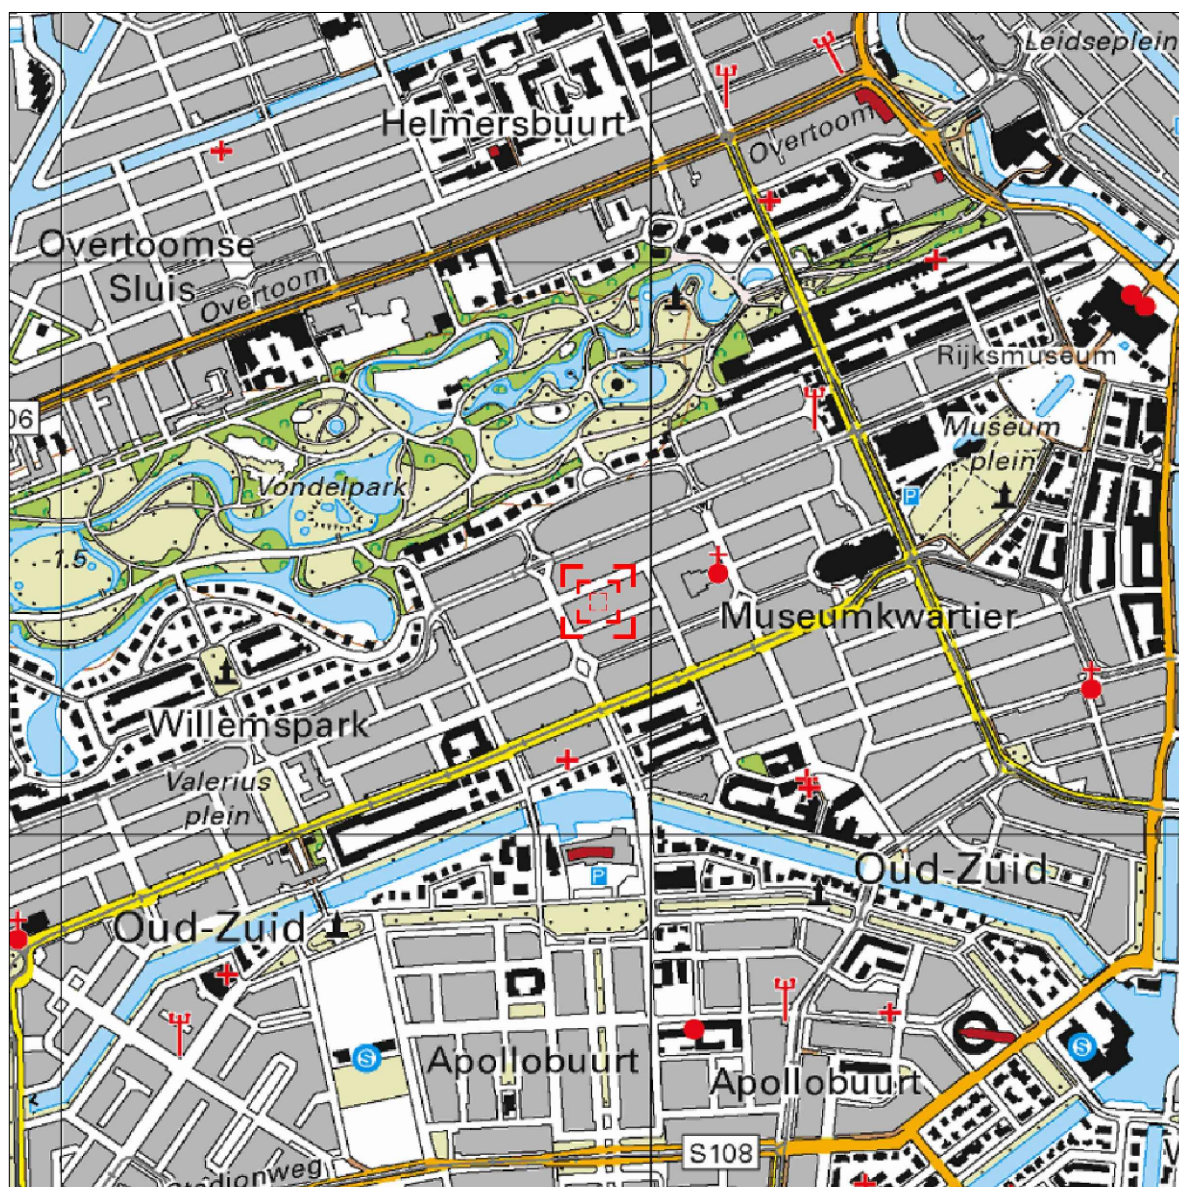 Leidseplein
Helmersbuurt
Overtoom
Overtoomse
Sluis
Overtoom
Rijksmuseum
06
Museum
plein
Vondelpark
P
-1.5
Museumkwartier
Willemspark
Valerius
plein
Oud-Zuid
P
Oud-Zuid
S
S
Apollobuurt
Apollobuurt
S108
Stadionweg